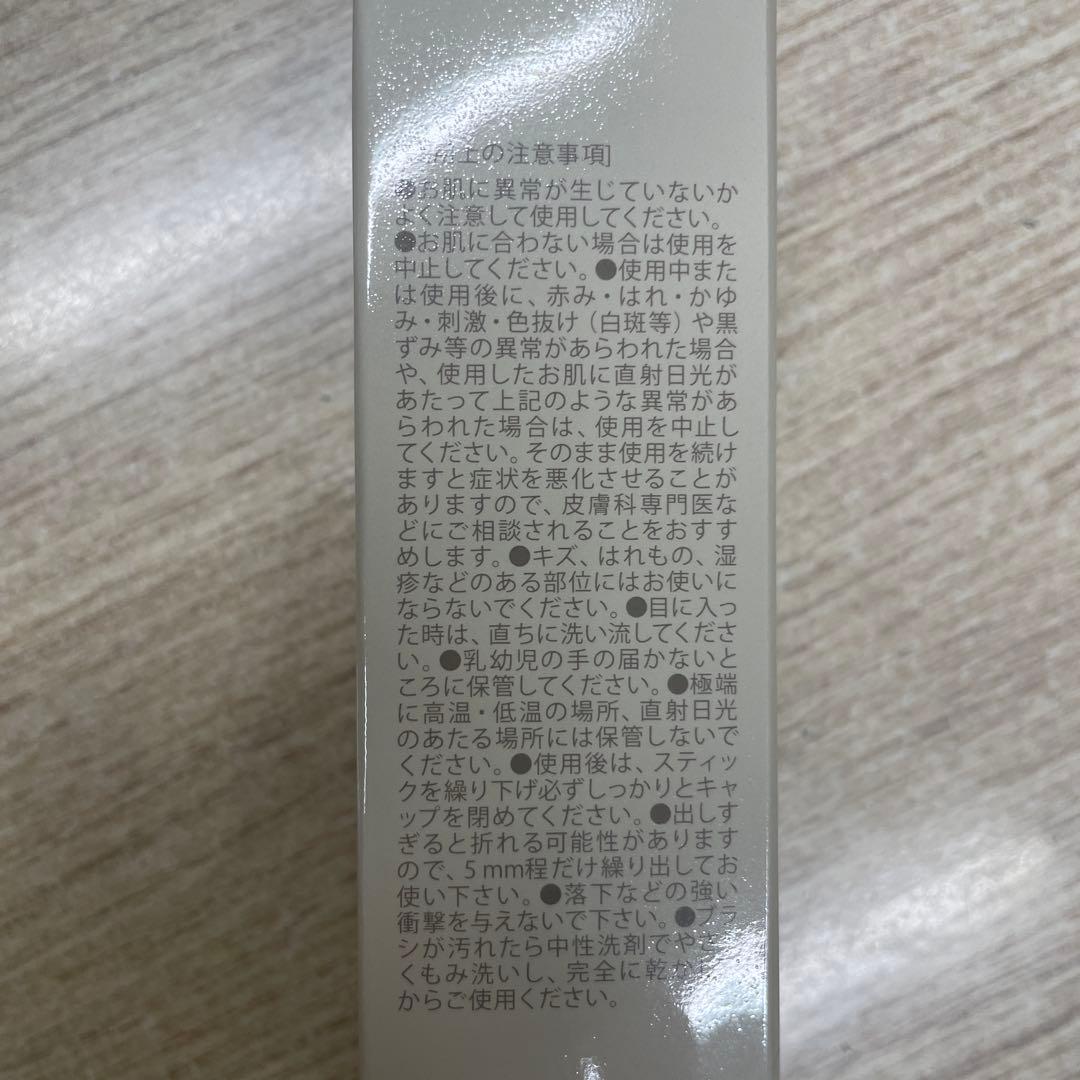 上の注意事項]
●お肌に異常が生じていないか
よく注意して使用してください。
●お肌に合わない場合は使用を
中止してください。●使用中また
は使用後に、赤み・はれ・かゆ
み・刺激・色抜け（白斑等）や黒
ずみ等の異常があらわれた場合
や、使用したお肌に直射日光が
あたって上記のような異常があ
らわれた場合は、使用を中止し
てください。そのまま使用を続け
ますと症状を悪化させることが
ありますので、皮膚科専門医な
どにご相談されることをおすす
めします。●キズ、はれもの、湿
疹などのある部位にはお使いに
ならないでください。●目に入っ
た時は、直ちに洗い流してくださ
い。●乳幼児の手の届かないと
ころに保管してください。●極端
に高温・低温の場所、直射日光
のあたる場所には保管しないで
ください。●使用後は、スティッ
クを繰り下げ必ずしっかりとキャ
ップを閉めてください。●出しす
ぎると折れる可能性があります
ので、5 mm程だけ繰り出してお
使い下さい。●落下などの強い
衝撃を与えないで下さい。●ブラ
シが汚れたら中性洗剤でやさ
くもみ洗いし、完全に乾か
からご使用ください。